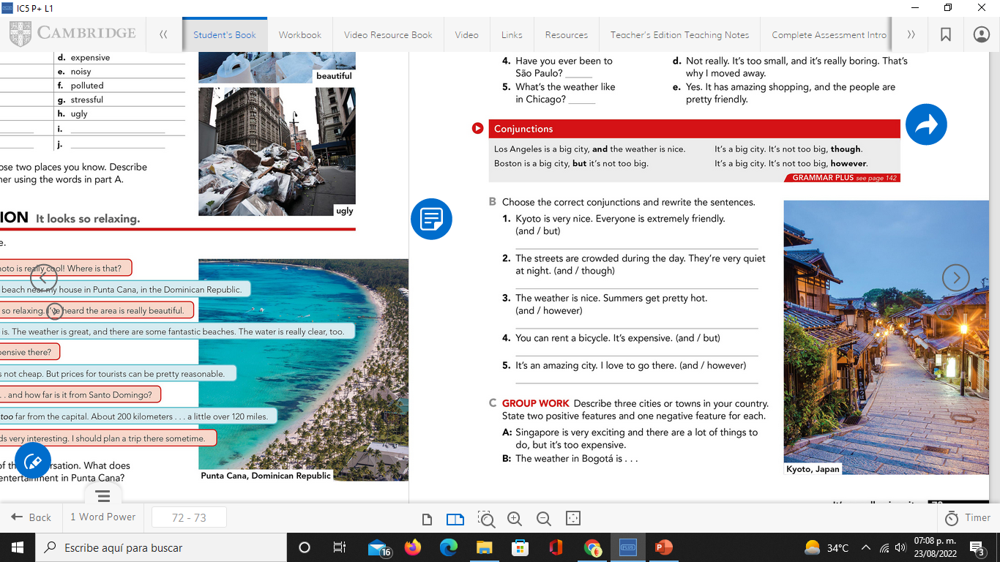 IC5 P+ L1
CAMBRIDGE
Student's Book
Workbook
Video Resource Book
Video
Links
Resources
Teacher's Edition Teaching Notes
Complete Assessment Intro
d. expensive
e. noisy
f. polluted
g. stressful
h. ugly
i.
j.
beautiful
ugly
ose two places you know. Describe
her using the words in part A.
ION It looks so relaxing.
e.
hoto is really cool! Where is that?
beach near my house in Punta Cana, in the Dominican Republic.
so relaxing. I've heard the area is really beautiful.
is. The weather is great, and there are some fantastic beaches. The water is really clear, too.
pensive there?
s not cheap. But prices for tourists can be pretty reasonable.
. . and how far is it from Santo Domingo?
too far from the capital. About 200 kilometers . . . a little over 120 miles.
ds very interesting. I should plan a trip there sometime.
of the conversation. What does
entertainment in Punta Cana?
Punta Cana, Dominican Republic
4. Have you ever been to
São Paulo? ______
5. What's the weather like
in Chicago? ______
d. Not really. It's too small, and it's really boring. That's
why I moved away.
e. Yes. It has amazing shopping, and the people are
pretty friendly.
Conjunctions
Los Angeles is a big city, and the weather is nice.
Boston is a big city, but it's not too big.
It's a big city. It's not too big, though.
It's a big city. It's not too big, however.
GRAMMAR PLUS see page 142
B Choose the correct conjunctions and rewrite the sentences.
1. Kyoto is very nice. Everyone is extremely friendly.
(and / but)
2. The streets are crowded during the day. They're very quiet
at night. (and / though)
3. The weather is nice. Summers get pretty hot.
(and / however)
4. You can rent a bicycle. It's expensive. (and / but)
5. It's an amazing city. I love to go there. (and / however)
C GROUP WORK Describe three cities or towns in your country.
State two positive features and one negative feature for each.
A: Singapore is very exciting and there are a lot of things to
do, but it's too expensive.
B: The weather in Bogotá is . . .
Kyoto, Japan
Back
1 Word Power
72 - 73
Timer
Escribe aquí para buscar
16
PLUS
34°C
07:08 p. m.
23/08/2022
3